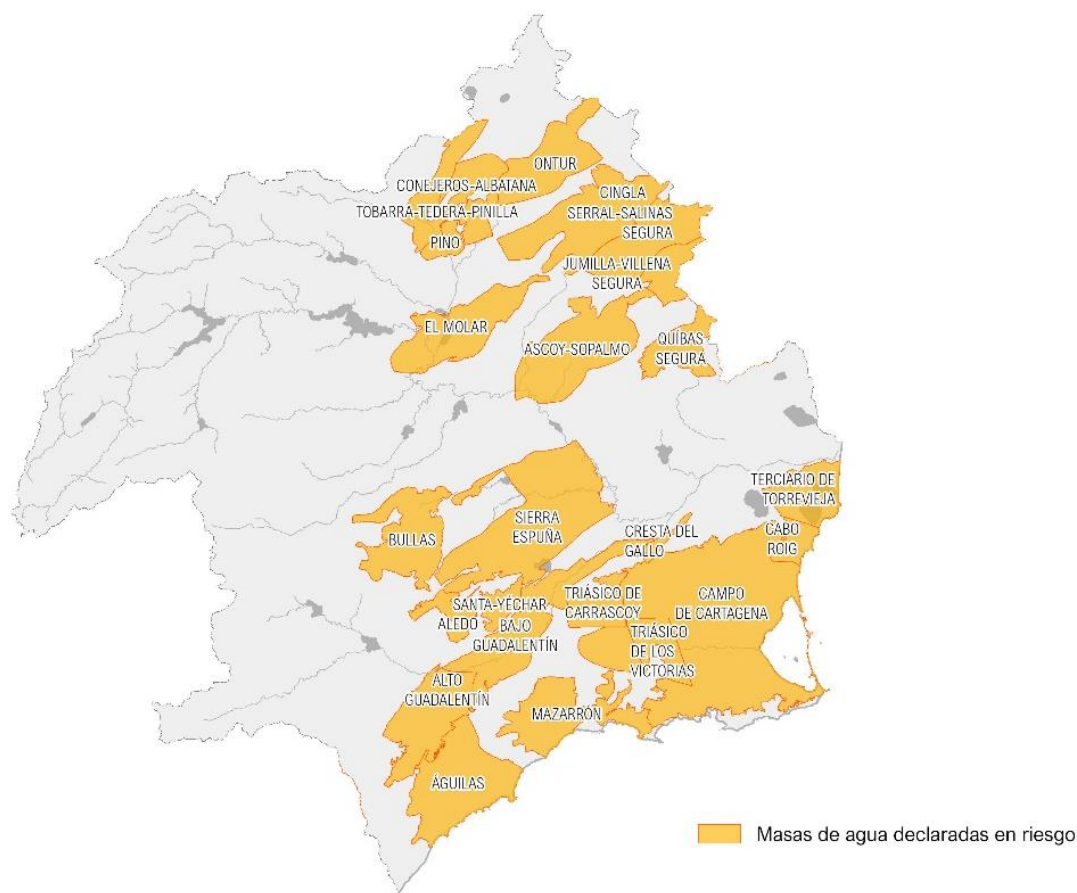 ONTUR
CONEJEROS-ALBATANA
TOBARRA-TEDERA-PINILLA
PINO
CINGLA
SERRAL-SALINAS
SEGURA
JUMILLA-VILLENA
SEGURA
EL MOLAR
ASCOY-SOPALMO
QUÍBAS
SEGURA
TERCIARIO DE
TORREVIEJA
CABO
ROIG
BULLAS
SIERRA
ESPUÑA
CRESTA DEL
GALLO
CAMPO
DE CARTAGENA
TRIÁSICO DE
CARRASCOY
SANTA-YÉCHAR
ALEDO
BAJO
GUADALENTÍN
TRIÁSICO
DE LOS
VICTORIAS
ALTO
GUADALENTÍN
MAZARRÓN
ÁGUILAS
Masas de agua declaradas en riesgo